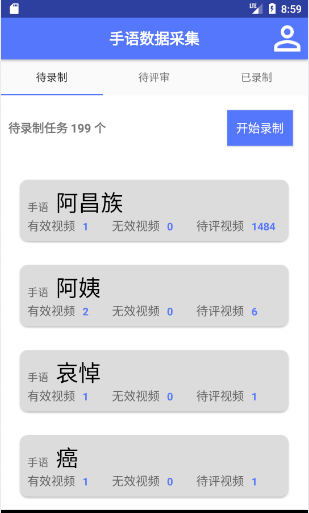 8:59
手语数据采集
待录制 待评审 已录制
待录制任务 199 个 开始录制
手语 阿昌族
有效视频 1 无效视频 0 待评视频 1484
手语 阿姨
有效视频 2 无效视频 0 待评视频 6
手语 哀悼
有效视频 1 无效视频 0 待评视频 1
手语 癌
有效视频 1 无效视频 0 待评视频 1